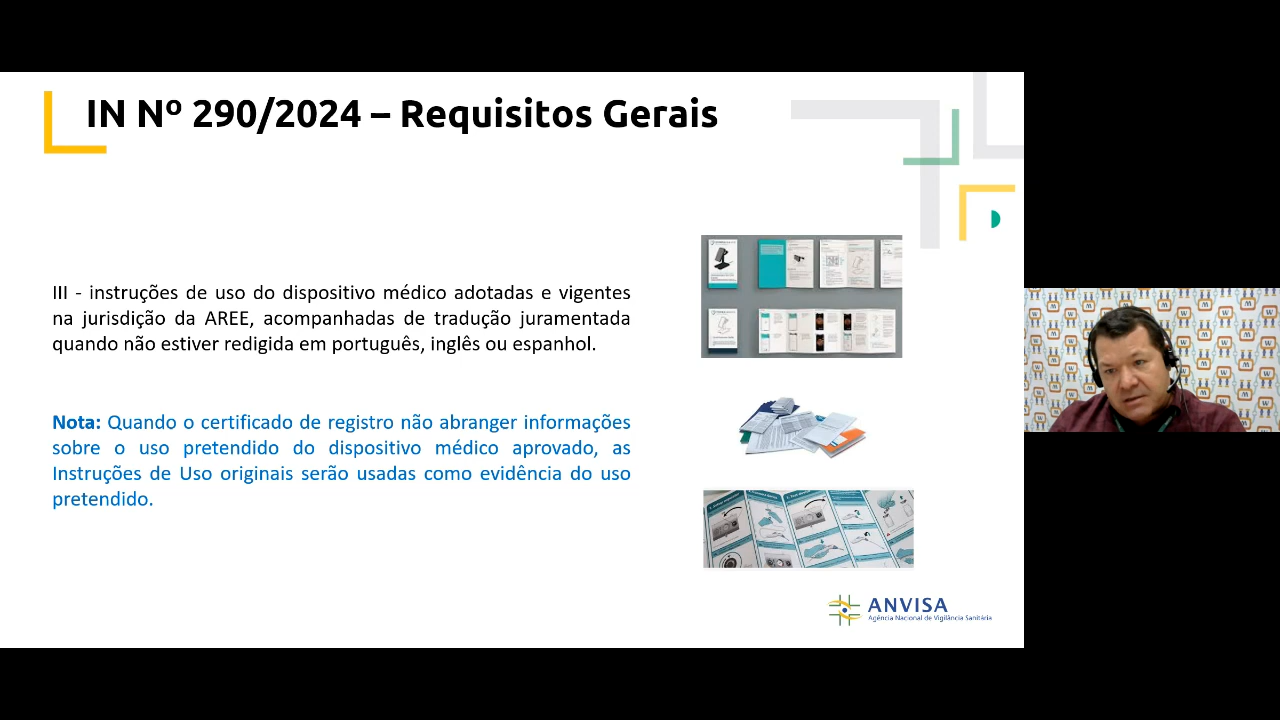 IN Nº 290/2024 – Requisitos Gerais
III - instruções de uso do dispositivo médico adotadas e vigentes
na jurisdição da AREE, acompanhadas de tradução juramentada
quando não estiver redigida em português, inglês ou espanhol.
Nota: Quando o certificado de registro não abranger informações
sobre o uso pretendido do dispositivo médico aprovado, as
Instruções de Uso originais serão usadas como evidência do uso
pretendido.
ANVISA
Agência Nacional de Vigilância Sanitária